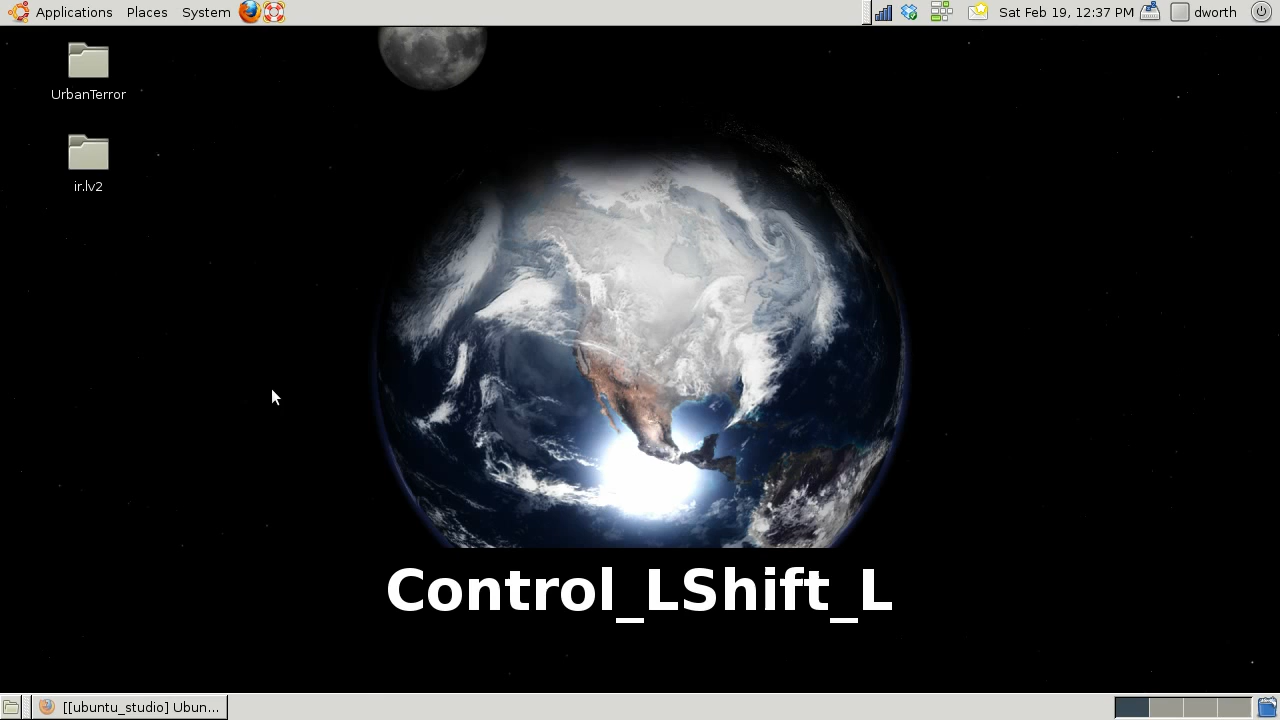 Applications Places System Sat Feb 19, 12:37 PM dworth
UrbanTerror
ir.lv2
Control_LShift_L
[[ubuntu_studio] Ubun...